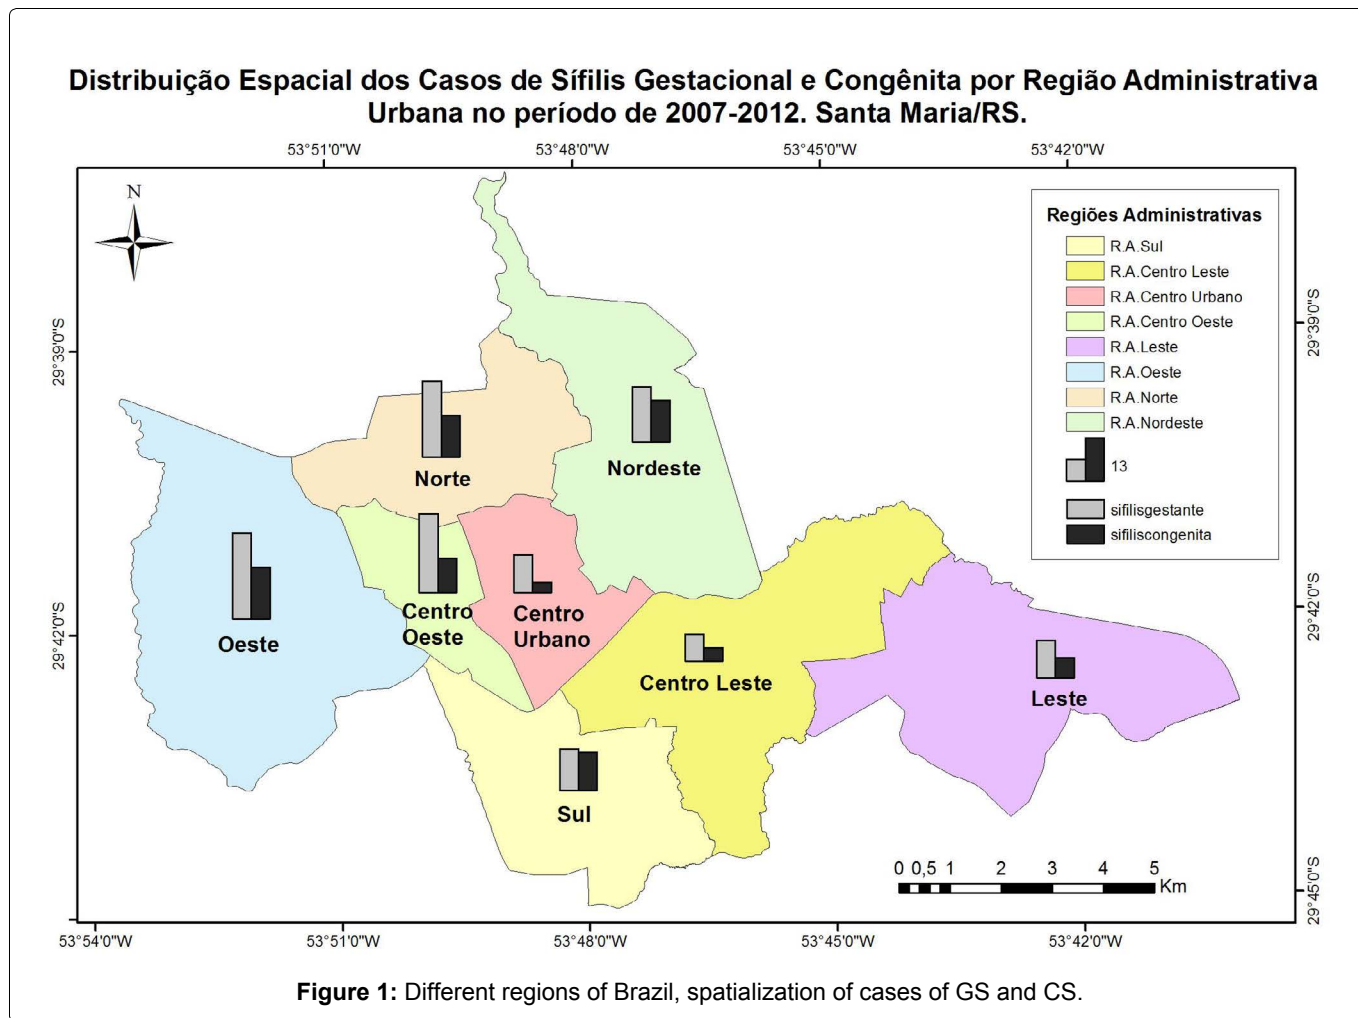 Distribuição Espacial dos Casos de Sífilis Gestacional e Congênita por Região Administrativa
Urbana no período de 2007-2012. Santa Maria/RS.
53°51'0"W
53°48'0"W
53°45'0"W
53°42'0"W
N
Regiões Administrativas
R.A.Sul
R.A.Centro Leste
R.A.Centro Urbano
R.A.Centro Oeste
R.A.Leste
R.A.Oeste
R.A.Norte
R.A.Nordeste
13
sifilisgestante
sifiliscongenita
29°39'0"S
29°39'0"S
Norte
Nordeste
29°42'0"S
29°42'0"S
Oeste
Centro
Oeste
Centro
Urbano
Centro Leste
Leste
Sul
0 0,5 1 2 3 4 5
Km
29°45'0"S
53°54'0"W
53°51'0"W
53°48'0"W
53°45'0"W
53°42'0"W
Figure 1: Different regions of Brazil, spatialization of cases of GS and CS.